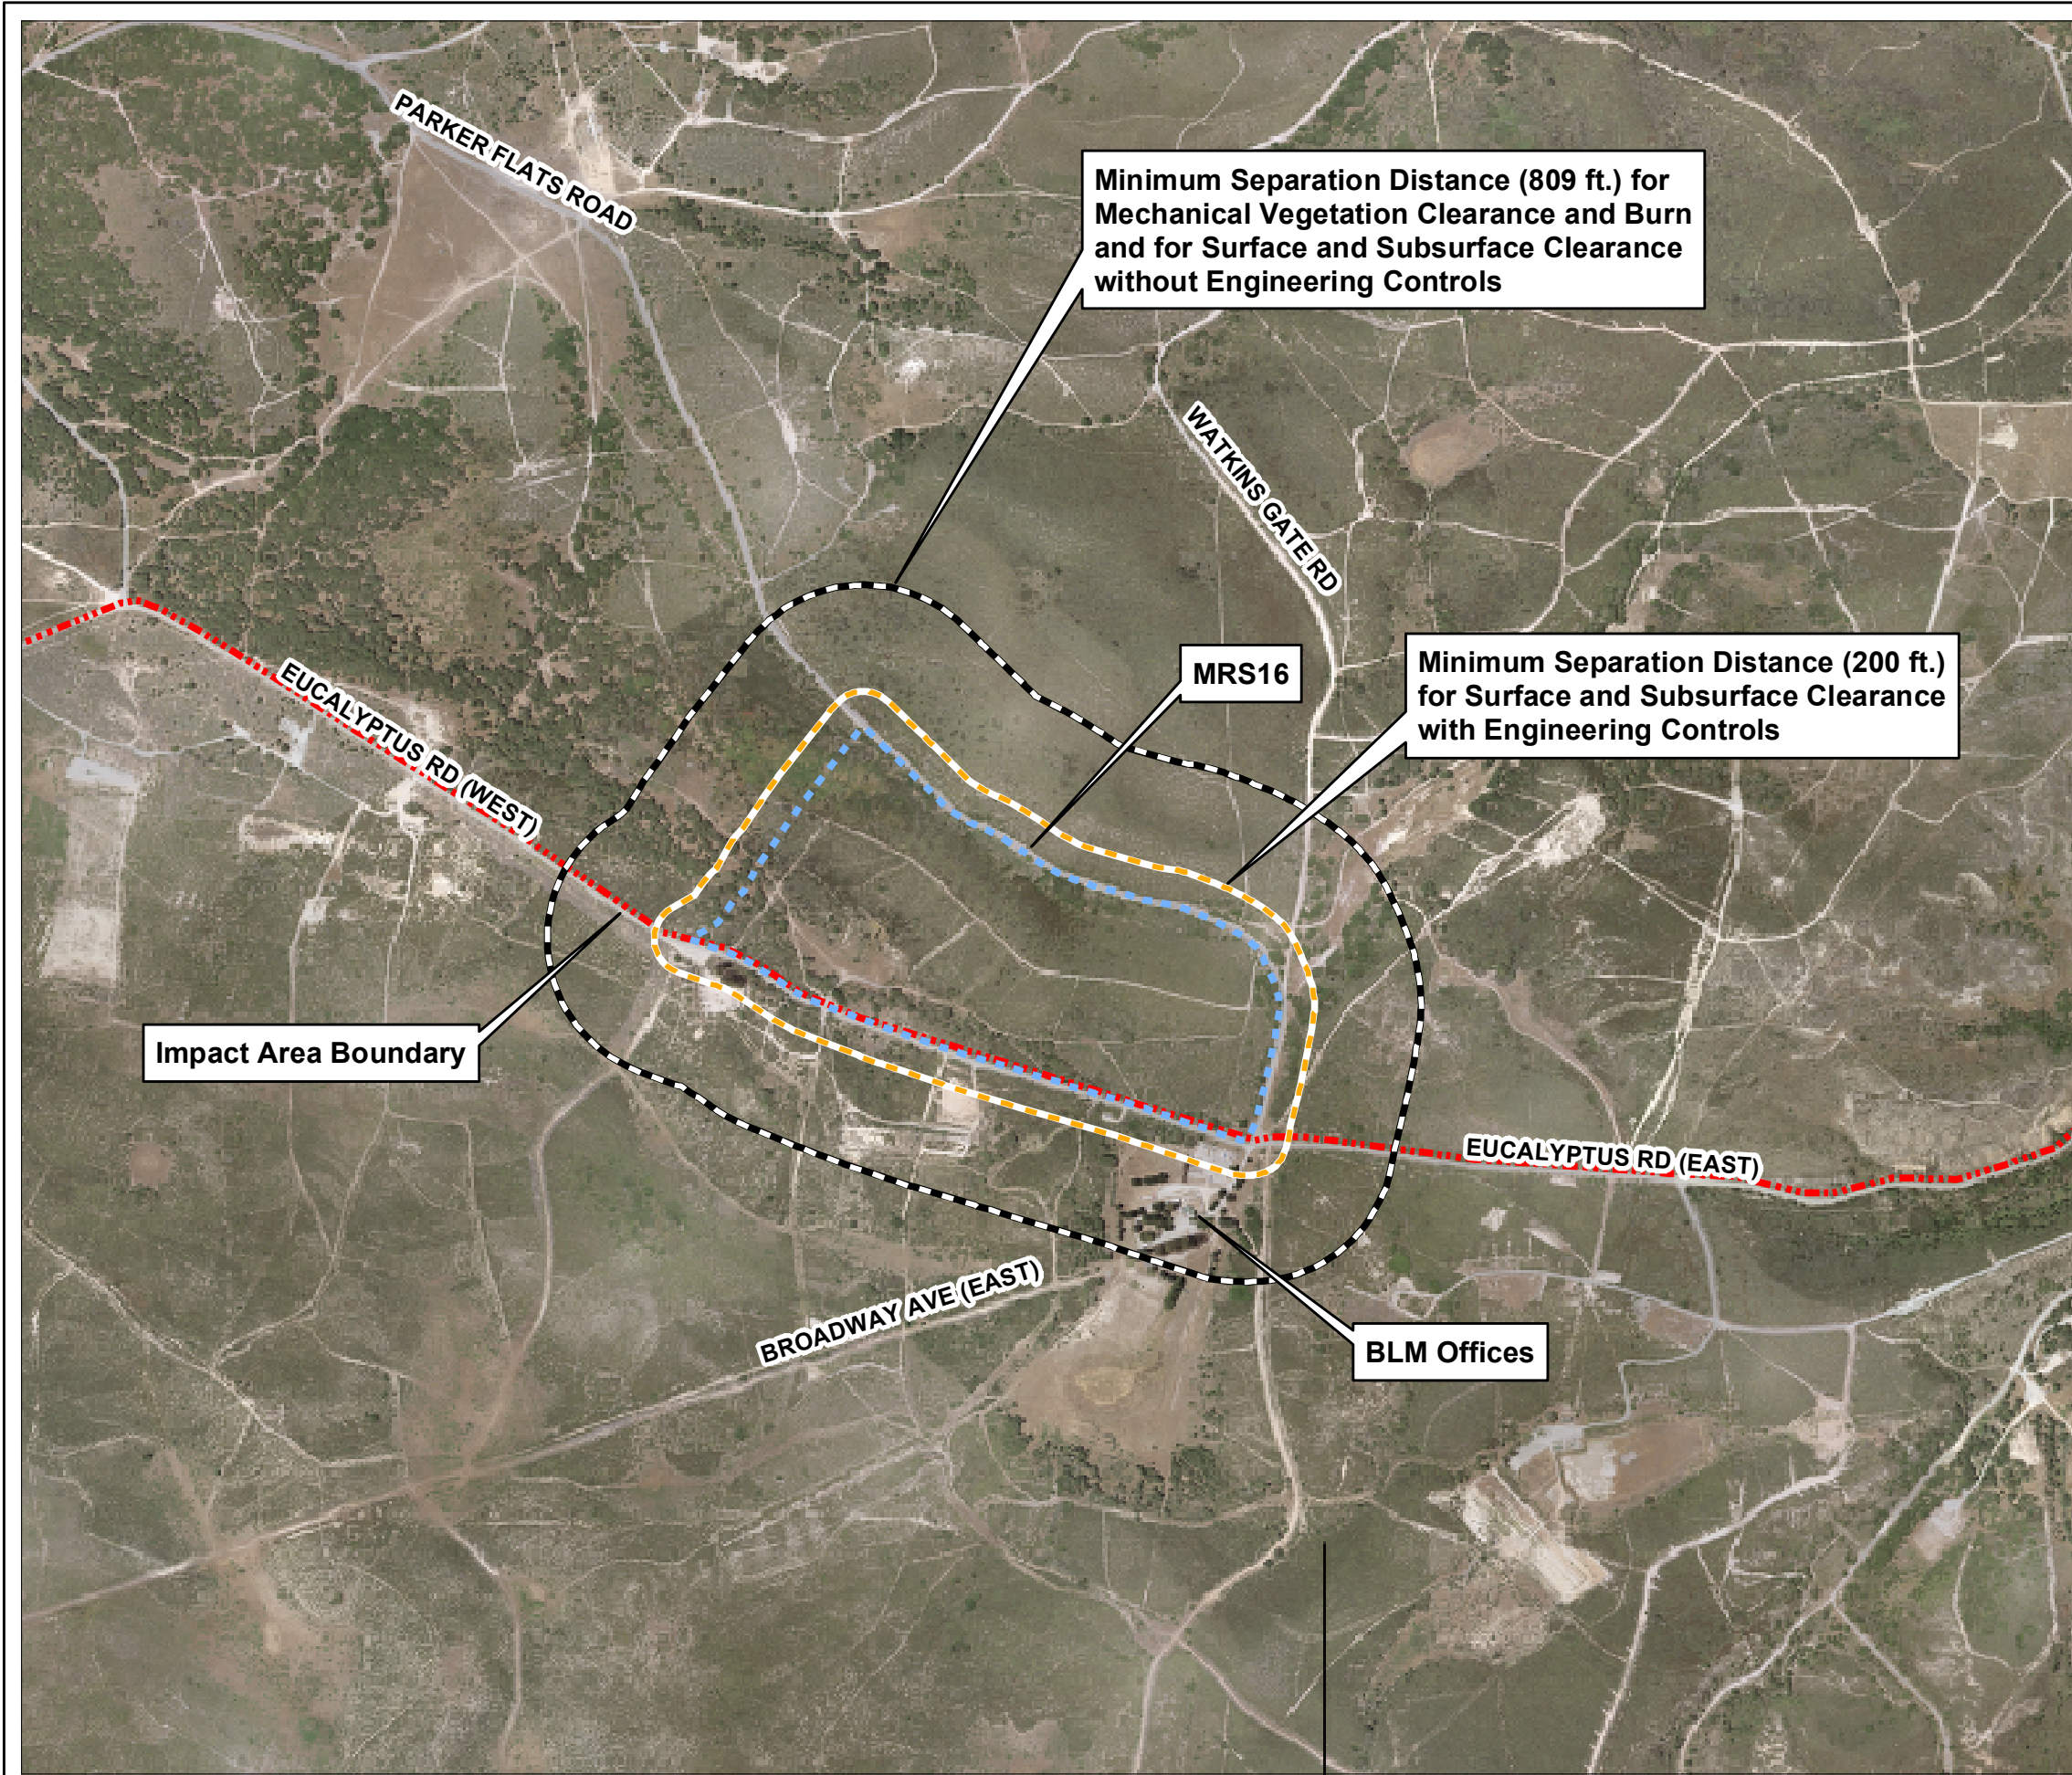 PARKER FLATS ROAD
Minimum Separation Distance (809 ft.) for
Mechanical Vegetation Clearance and Burn
and for Surface and Subsurface Clearance
without Engineering Controls
WATKINS GATE RD
MRS16
Minimum Separation Distance (200 ft.)
for Surface and Subsurface Clearance
with Engineering Controls
EUCALYPTUS RD (WEST)
Impact Area Boundary
EUCALYPTUS RD (EAST)
BROADWAY AVE (EAST)
BLM Offices